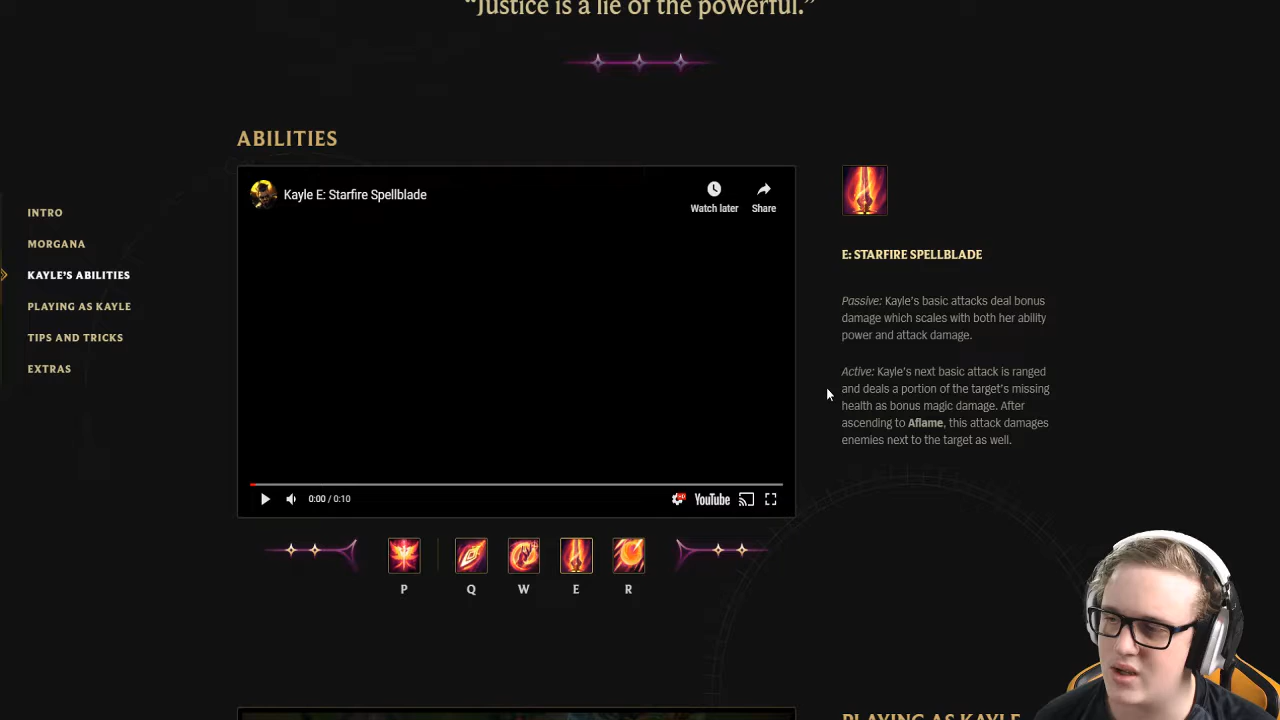 “Justice is a lie of the powerful.”
ABILITIES
Kayle E: Starfire Spellblade
Watch later
Share
INTRO
MORGANA
KAYLE'S ABILITIES
PLAYING AS KAYLE
TIPS AND TRICKS
EXTRAS
E: STARFIRE SPELLBLADE
Passive: Kayle's basic attacks deal bonus
damage which scales with both her ability
power and attack damage.
Active: Kayle's next basic attack is ranged
and deals a portion of the target's missing
health as bonus magic damage. After
ascending to Aflame, this attack damages
enemies next to the target as well.
0:00 / 0:10
HD
YouTube
P
Q
W
E
R
PLAYING AS KAYLE